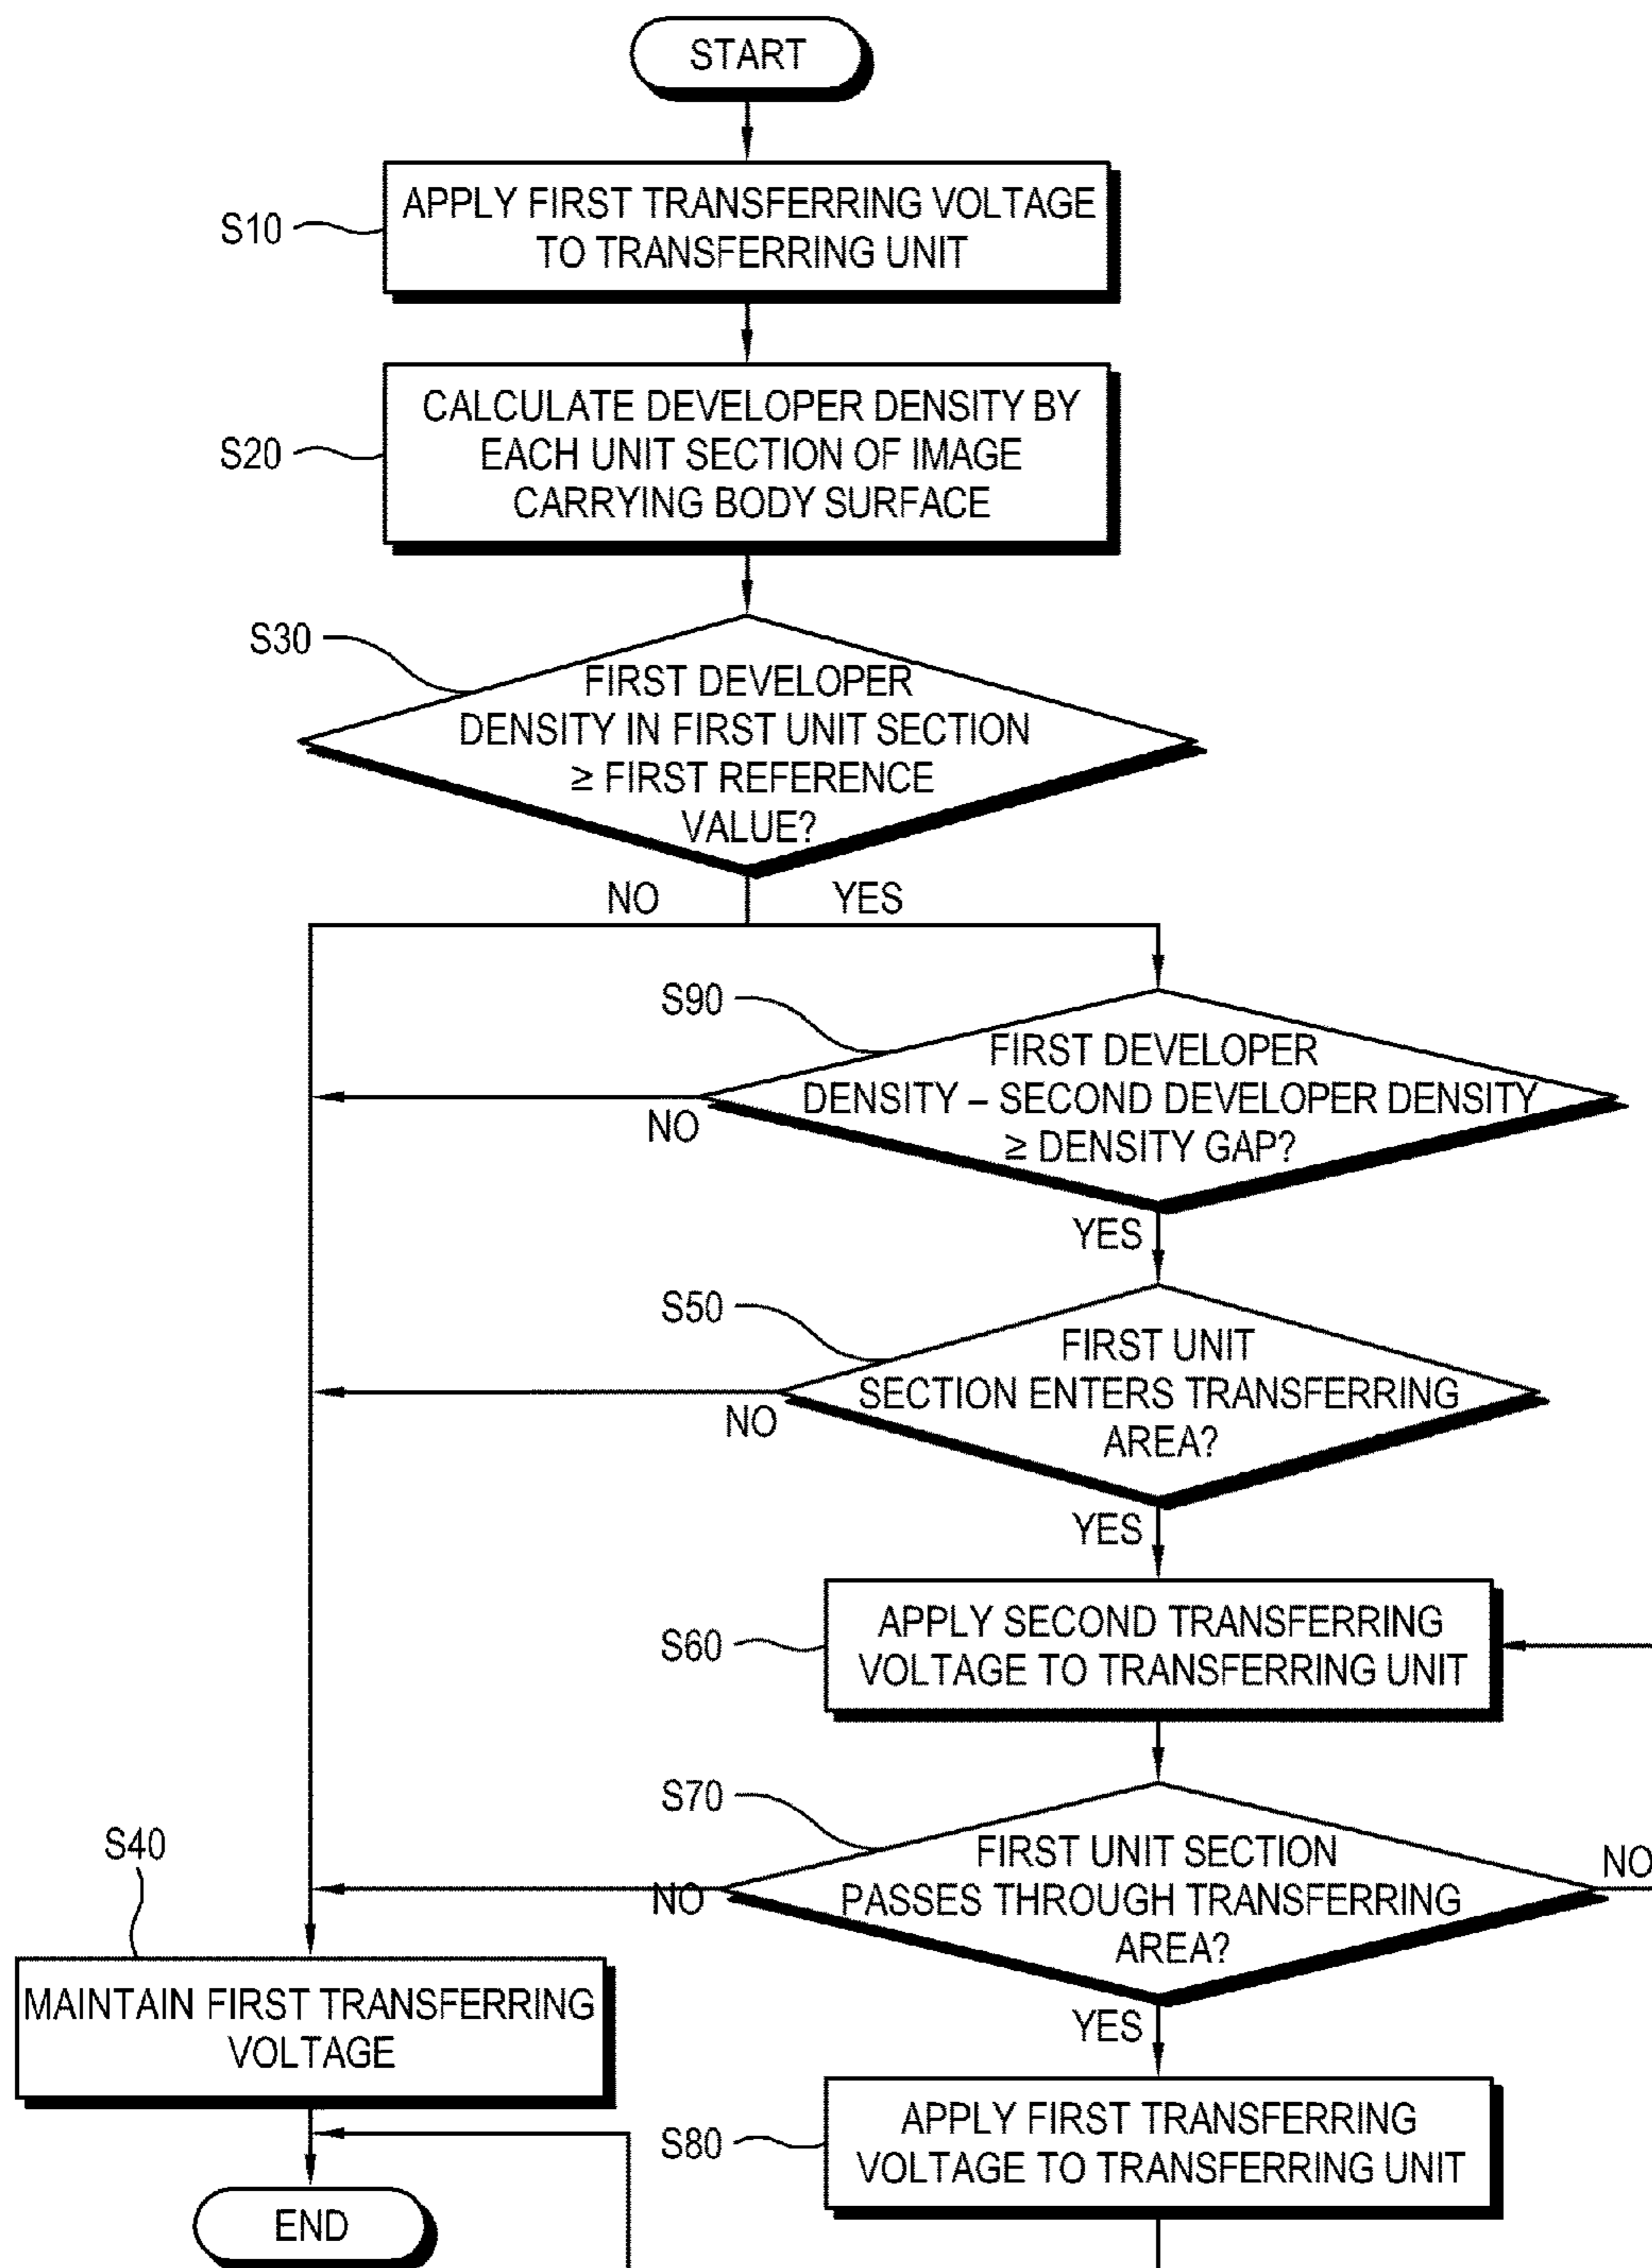 START
S10
APPLY FIRST TRANSFERRING VOLTAGE
TO TRANSFERRING UNIT
S20
CALCULATE DEVELOPER DENSITY BY
EACH UNIT SECTION OF IMAGE
CARRYING BODY SURFACE
S30
FIRST DEVELOPER
DENSITY IN FIRST UNIT SECTION
≥ FIRST REFERENCE
VALUE?
NO
YES
S90
FIRST DEVELOPER
DENSITY – SECOND DEVELOPER DENSITY
≥ DENSITY GAP?
NO
YES
S50
FIRST UNIT
SECTION ENTERS TRANSFERRING
AREA?
NO
YES
S60
APPLY SECOND TRANSFERRING
VOLTAGE TO TRANSFERRING UNIT
S70
FIRST UNIT SECTION
PASSES THROUGH TRANSFERRING
AREA?
NO
NO
YES
S40
MAINTAIN FIRST TRANSFERRING
VOLTAGE
S80
APPLY FIRST TRANSFERRING
VOLTAGE TO TRANSFERRING UNIT
END